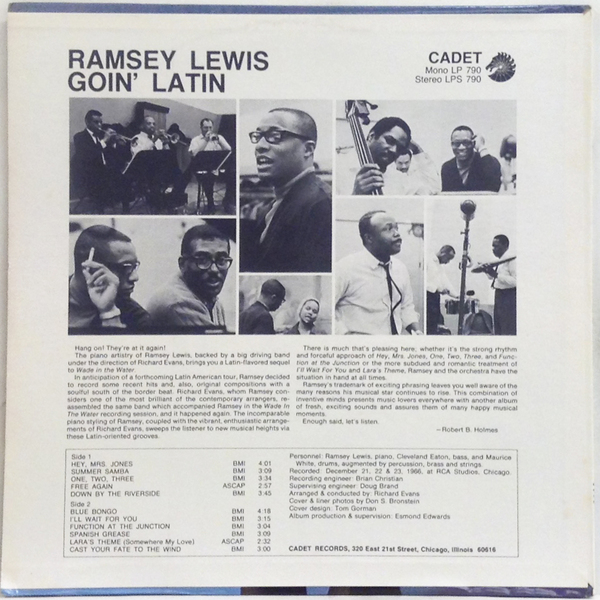 RAMSEY LEWIS
GOIN' LATIN
CADET
Mono LP 790
Stereo LPS 790
Hang on! They're at it again!
The piano artistry of Ramsey Lewis, backed by a big driving band
under the direction of Richard Evans, brings you a Latin-flavored sequel
to Wade in the Water.
In anticipation of a forthcoming Latin American tour, Ramsey decided
to record some recent hits and, also, original compositions with a
soulful south of the border beat. Richard Evans, whom Ramsey con-
siders one of the most brilliant of the contemporary arrangers, re-
assembled the same band which accompanied Ramsey in the Wade In
The Water recording session, and it happened again. The incomparable
piano styling of Ramsey, coupled with the vibrant, enthusiastic arrange-
ments of Richard Evans, sweeps the listener to new musical heights via
these Latin-oriented grooves.
There is much that's pleasing here; whether it's the strong rhythm
and forceful approach of Hey, Mrs. Jones, One, Two, Three, and Func-
tion at the Junction or the more subdued and romantic treatment of
I'll Wait For You and Lara's Theme, Ramsey and the orchestra have the
situation in hand at all times.
Ramsey's trademark of exciting phrasing leaves you well aware of the
many reasons his musical star continues to rise. This combination of
inventive minds presents music lovers everywhere with another album
of fresh, exciting sounds and assures them of many happy musical
moments.
Enough said, let's listen.
—Robert B. Holmes
Side 1
HEY, MRS. JONES BMI 4:01
SUMMER SAMBA BMI 3:09
ONE, TWO, THREE BMI 3:34
FREE AGAIN ASCAP 2:57
DOWN BY THE RIVERSIDE BMI 3:45
Side 2
BLUE BONGO BMI 4:18
I'LL WAIT FOR YOU BMI 3:15
FUNCTION AT THE JUNCTION BMI 3:04
SPANISH GREASE BMI 3:09
LARA'S THEME (Somewhere My Love) ASCAP 2:32
CAST YOUR FATE TO THE WIND BMI 3:00
Personnel: Ramsey Lewis, piano, Cleveland Eaton, bass, and Maurice
White, drums, augmented by percussion, brass and strings.
Recorded: December 21, 22 & 23, 1966, at RCA Studios, Chicago.
Recording engineer: Brian Christian
Supervising engineer: Doug Brand
Arranged & conducted by: Richard Evans
Cover & liner photos by Don S. Bronstein
Cover design: Tom Gorman
Album production & supervision: Esmond Edwards
CADET RECORDS, 320 East 21st Street, Chicago, Illinois 60616